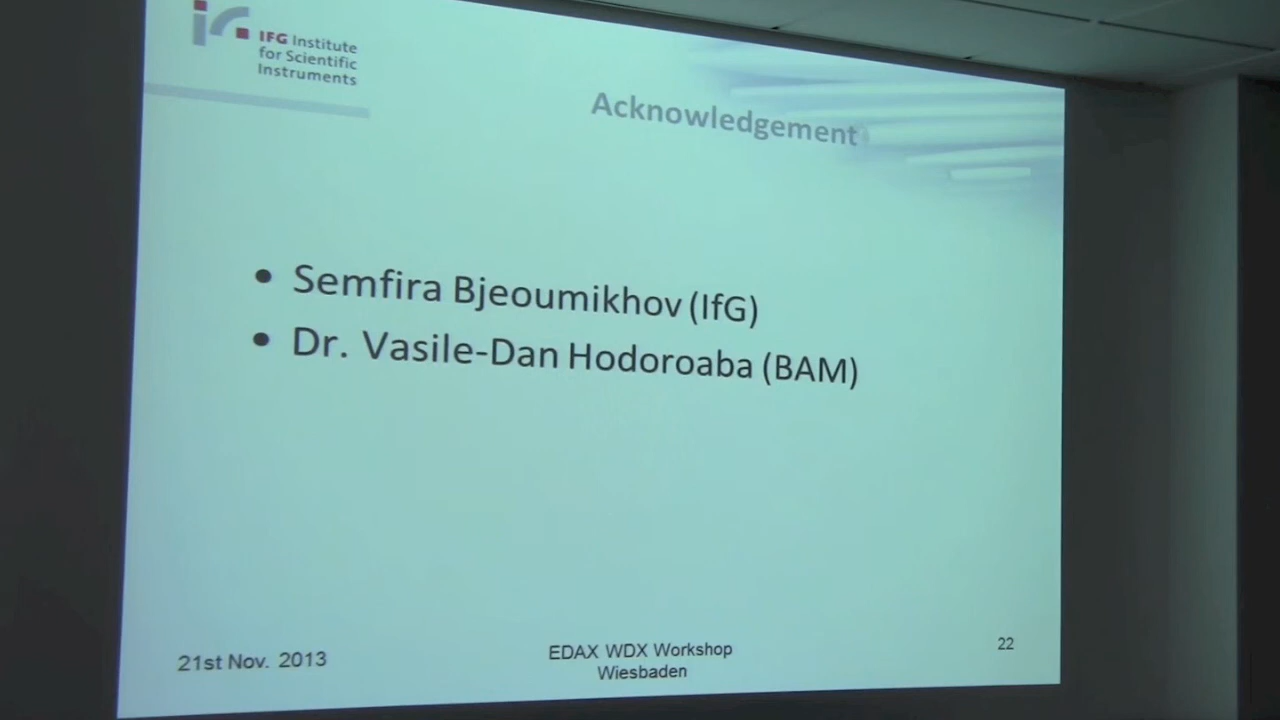 IFG Institute
for Scientific
Instruments
Acknowledgement
• Semfira Bjeoumikhov (IfG)
• Dr. Vasile-Dan Hodoroaba (BAM)
21st Nov. 2013
EDAX WDX Workshop
Wiesbaden
22